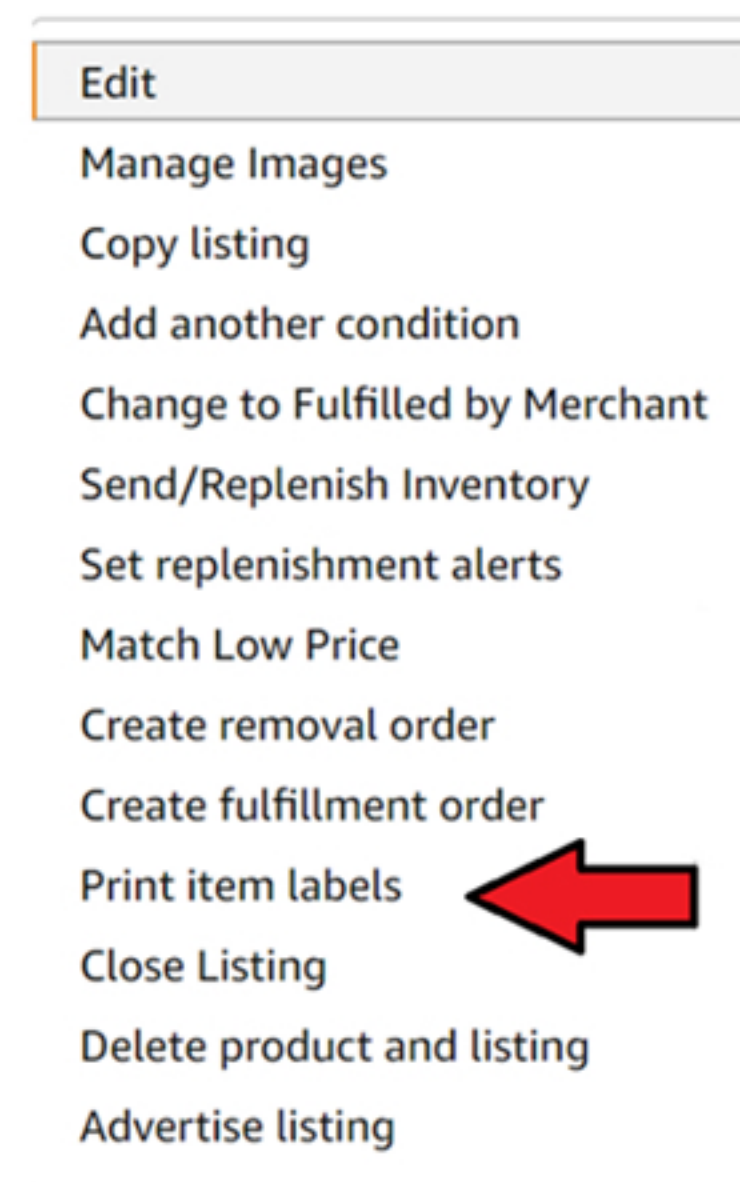 Edit
Manage Images
Copy listing
Add another condition
Change to Fulfilled by Merchant
Send/Replenish Inventory
Set replenishment alerts
Match Low Price
Create removal order
Create fulfillment order
Print item labels
Close Listing
Delete product and listing
Advertise listing